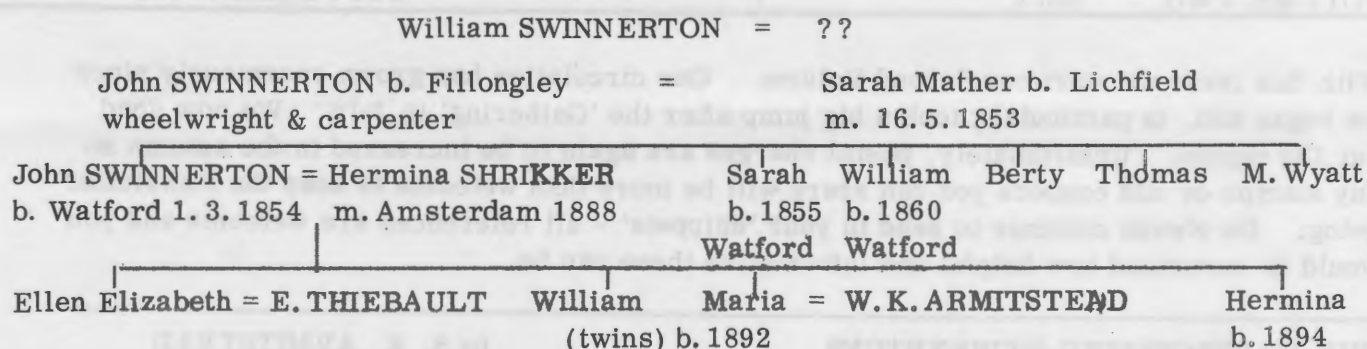 William SWINNERTON = ??
John SWINNERTON b. Fillongley = Sarah Mather b. Lichfield
wheelwright & carpenter m. 16.5.1853
John SWINNERTON = Hermina SHRIKKER Sarah William Berty Thomas M. Wyatt
b. Watford 1.3.1854 m. Amsterdam 1888 b.1855 b.1860
Watford Watford
Ellen Elizabeth = E. THIEBAULT William Maria = W.K. ARMITSTEAD Hermina
(twins) b.1892 b.1894